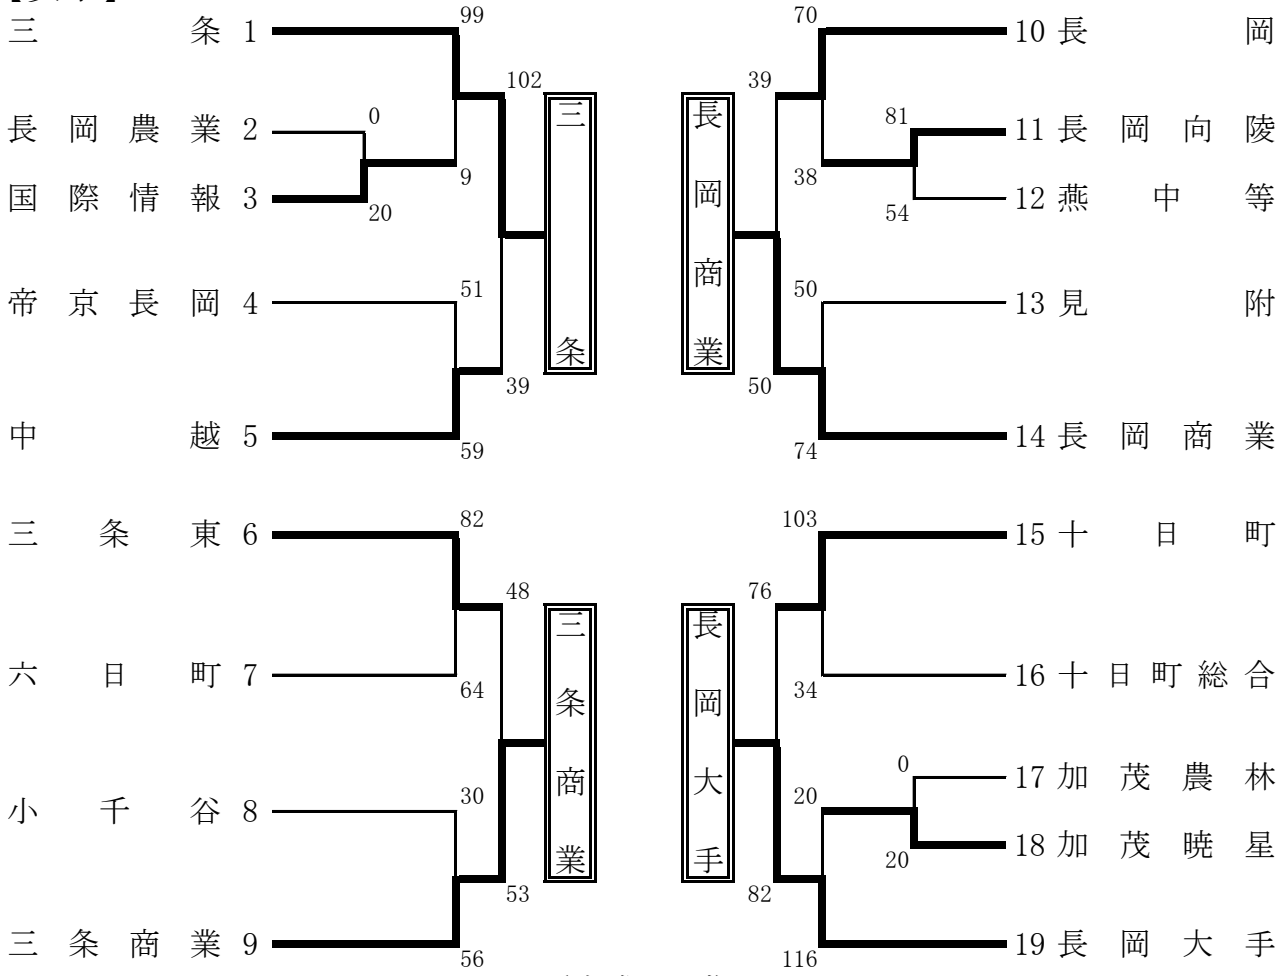 三条 1
99
長岡農業 2
0
国際情報 3
20
9
102
三条
帝京長岡 4
51
39
中越 5
59
三条東 6
82
48
六日町 7
64
三条商業
小千谷 8
30
53
三条商業 9
56
70
10 長岡
39
81
11 長岡向陵
38
54
12 燕中等
長岡商業
50
13 見附
50
74
14 長岡商業
103
15 十日町
76
34
16 十日町総合
長岡大手
0
17 加茂農林
20
20
18 加茂暁星
82
116
19 長岡大手